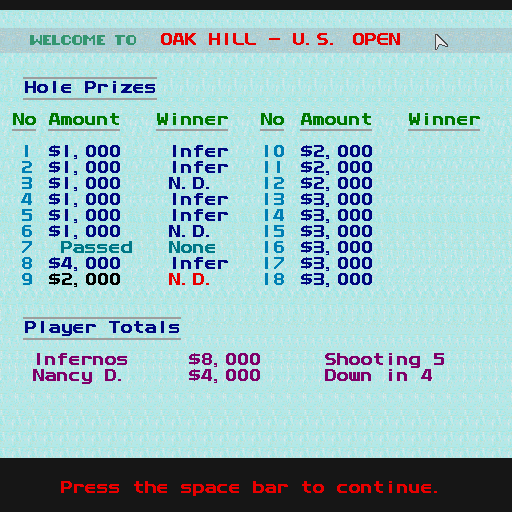 WELCOME TO OAK HILL - U.S. OPEN
Hole Prizes
No Amount Winner No Amount Winner
1 $1,000 Infer 10 $2,000
2 $1,000 Infer 11 $2,000
3 $1,000 N.D. 12 $2,000
4 $1,000 Infer 13 $3,000
5 $1,000 Infer 14 $3,000
6 $1,000 N.D. 15 $3,000
7 Passed None 16 $3,000
8 $4,000 Infer 17 $3,000
9 $2,000 N.D. 18 $3,000
Player Totals
Infernos $8,000 Shooting 5
Nancy D. $4,000 Down in 4
Press the space bar to continue.